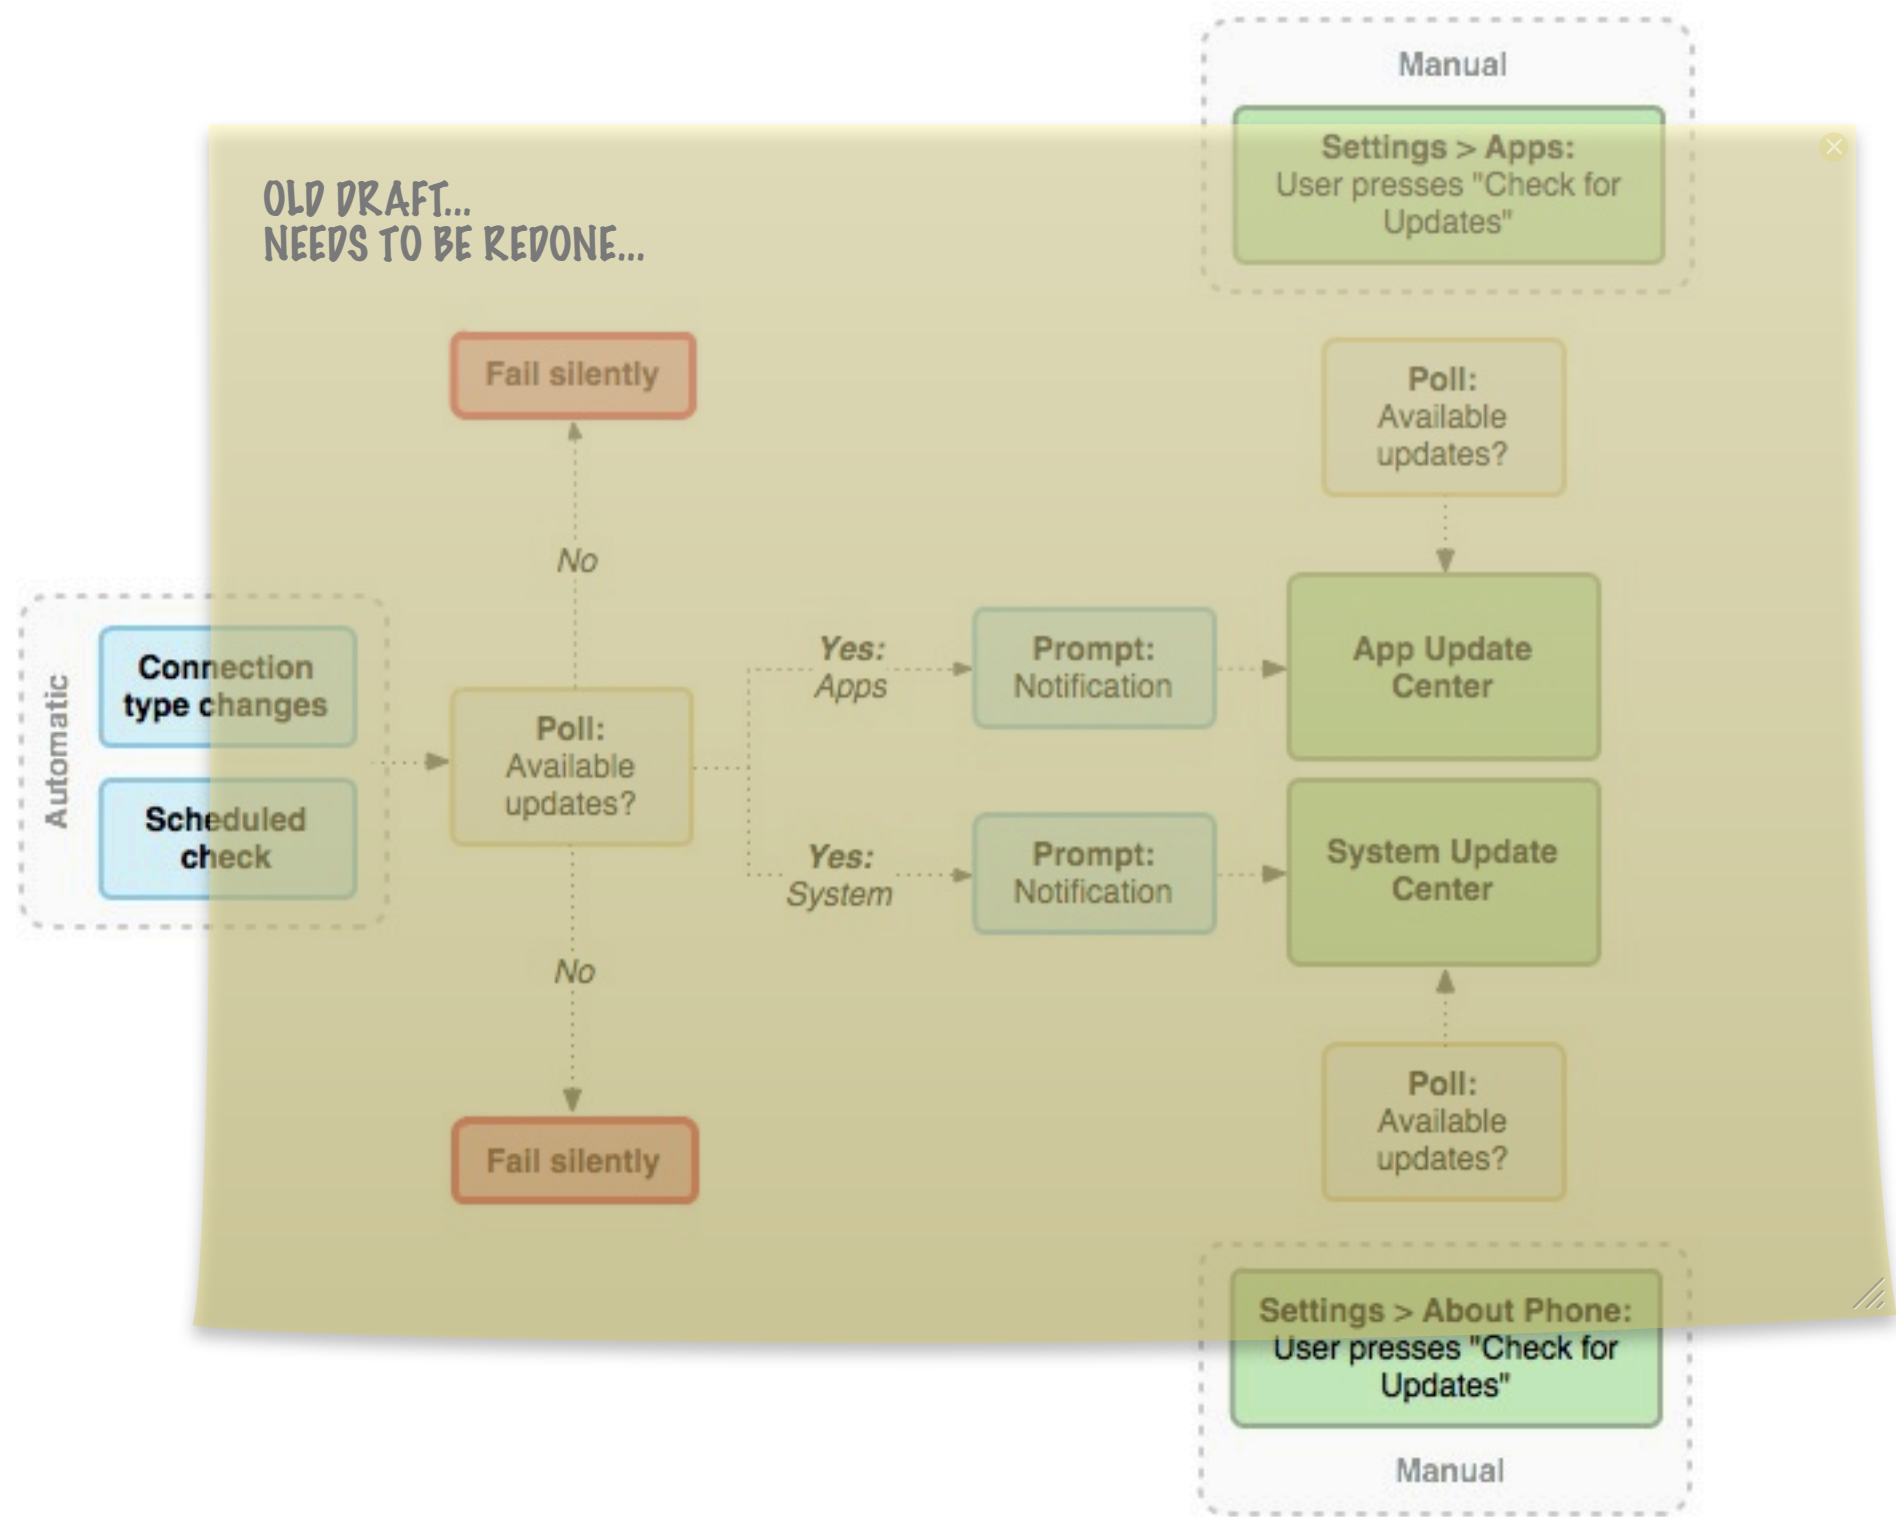 Manual
Settings > Apps:
User presses "Check for
Updates"
OLD DRAFT...
NEEDS TO BE REDONE...
Fail silently
Poll:
Available
updates?
No
Automatic
Connection
type changes
Scheduled
check
Poll:
Available
updates?
Yes:
Apps
Prompt:
Notification
App Update
Center
Yes:
System
Prompt:
Notification
System Update
Center
No
Fail silently
Poll:
Available
updates?
Settings > About Phone:
User presses "Check for
Updates"
Manual